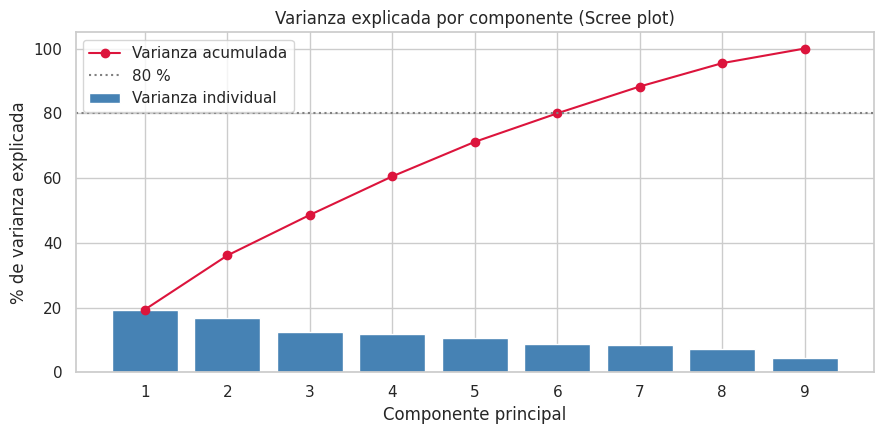 Varianza explicada por componente (Scree plot)
Varianza acumulada
80 %
Varianza individual
% de varianza explicada
100
80
60
40
20
0
1 2 3 4 5 6 7 8 9
Componente principal